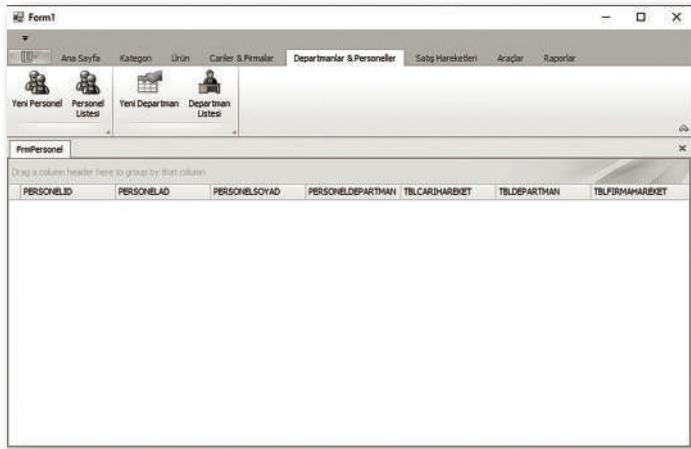 Form1
Ana Sayfa Kategori Ürün Cariler & Firmalar Departmanlar & Personeller Satış Hareketleri Araçlar Raporlar
Yeni Personel Personel Listesi Yeni Departman Departman Listesi
FrmPersonel
Drag a column header here to group by that column
PERSONELID PERSONELAD PERSONELSOYAD PERSONELDEPARTMAN TBLCARIHAREKET TBLDEPARTMAN TBLFIRMAHAREKET